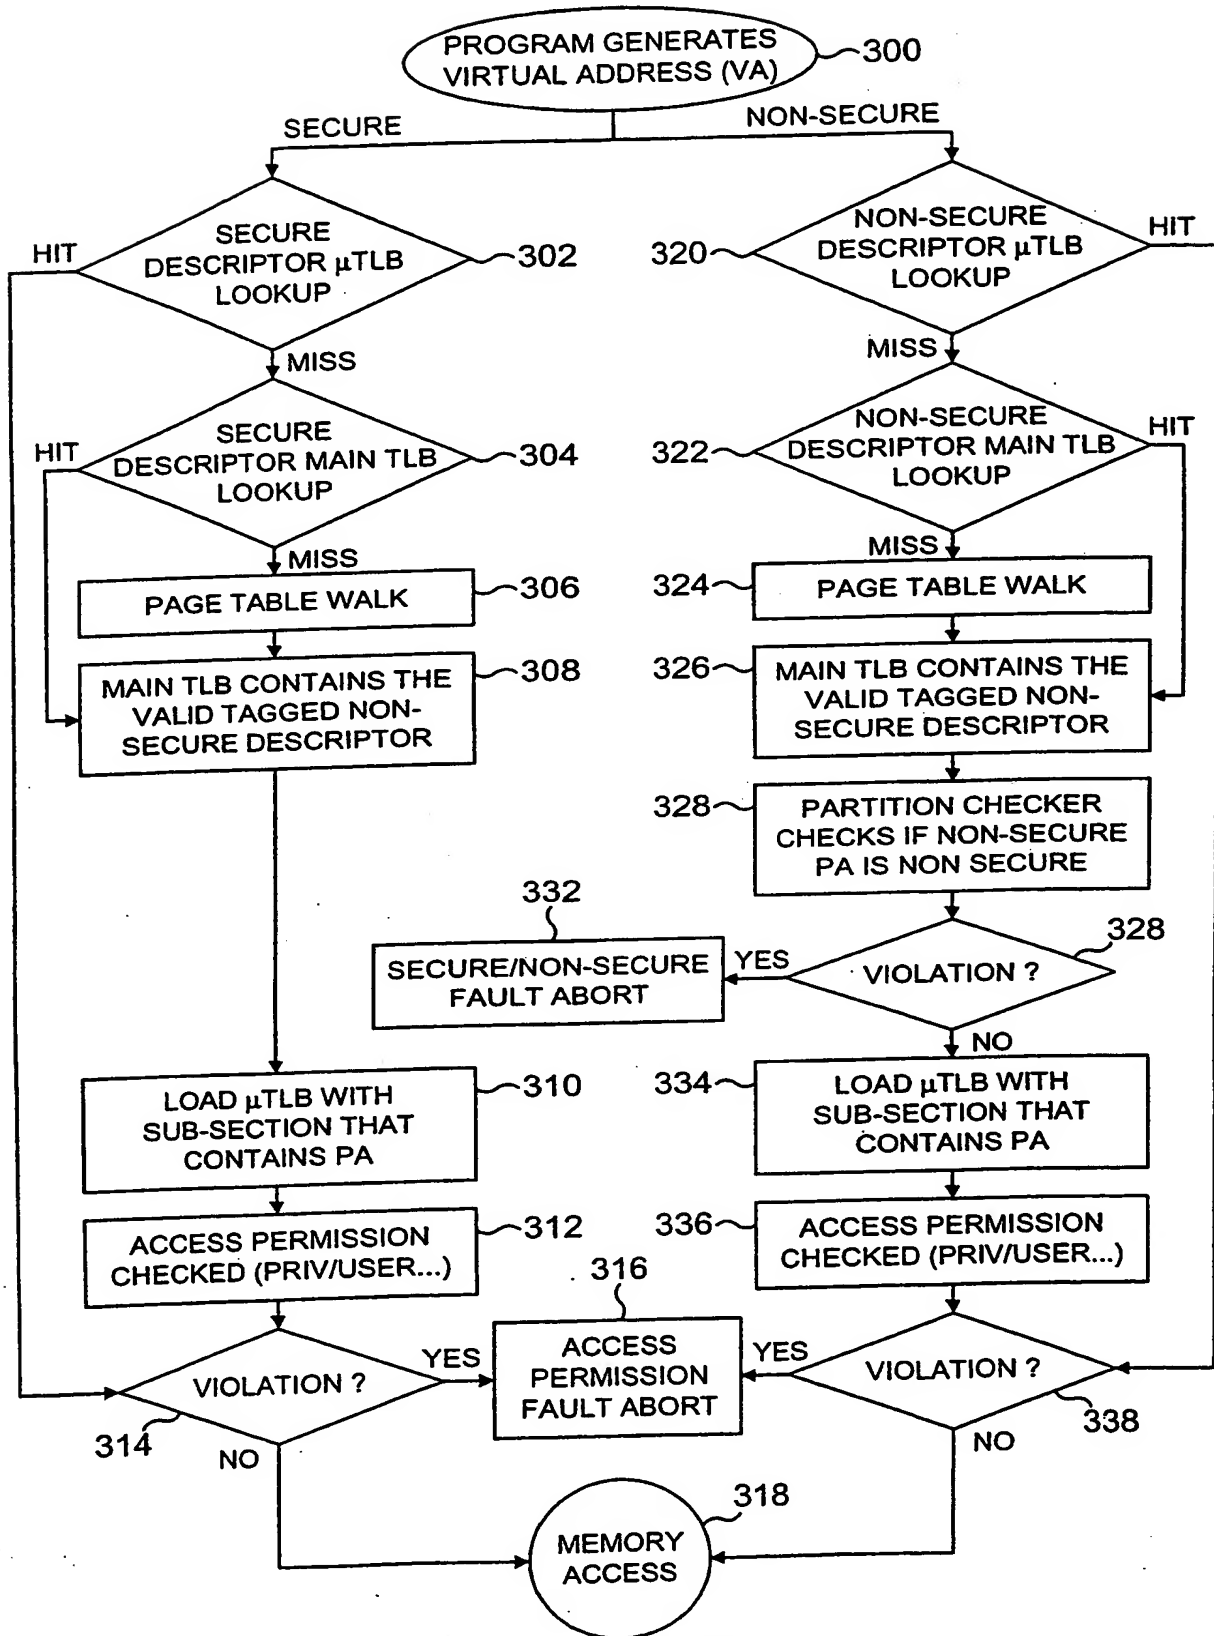 PROGRAM GENERATES
VIRTUAL ADDRESS (VA)
300
SECURE
NON-SECURE
HIT
SECURE
DESCRIPTOR μTLB
LOOKUP
302
320
NON-SECURE
DESCRIPTOR μTLB
LOOKUP
HIT
MISS
MISS
HIT
SECURE
DESCRIPTOR MAIN TLB
LOOKUP
304
322
NON-SECURE
DESCRIPTOR MAIN TLB
LOOKUP
HIT
MISS
MISS
PAGE TABLE WALK
306
324
PAGE TABLE WALK
MAIN TLB CONTAINS THE
VALID TAGGED NON-
SECURE DESCRIPTOR
308
326
MAIN TLB CONTAINS THE
VALID TAGGED NON-
SECURE DESCRIPTOR
328
PARTITION CHECKER
CHECKS IF NON-SECURE
PA IS NON SECURE
332
SECURE/NON-SECURE
FAULT ABORT
YES
VIOLATION ?
328
NO
LOAD μTLB WITH
SUB-SECTION THAT
CONTAINS PA
310
334
LOAD μTLB WITH
SUB-SECTION THAT
CONTAINS PA
ACCESS PERMISSION
CHECKED (PRIV/USER...)
312
336
ACCESS PERMISSION
CHECKED (PRIV/USER...)
316
VIOLATION ?
YES
ACCESS
PERMISSION
FAULT ABORT
YES
VIOLATION ?
314
NO
338
NO
318
MEMORY
ACCESS